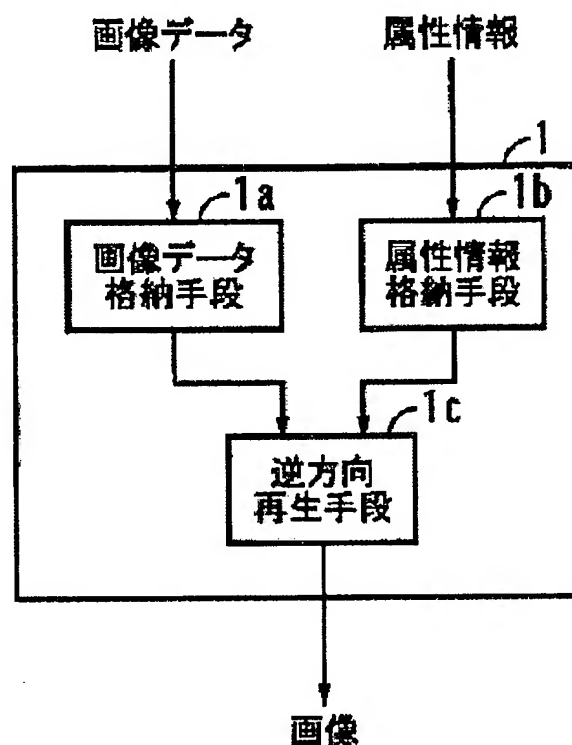 画像データ
属性情報
1
1a
1b
画像データ
格納手段
属性情報
格納手段
1c
逆方向
再生手段
画像